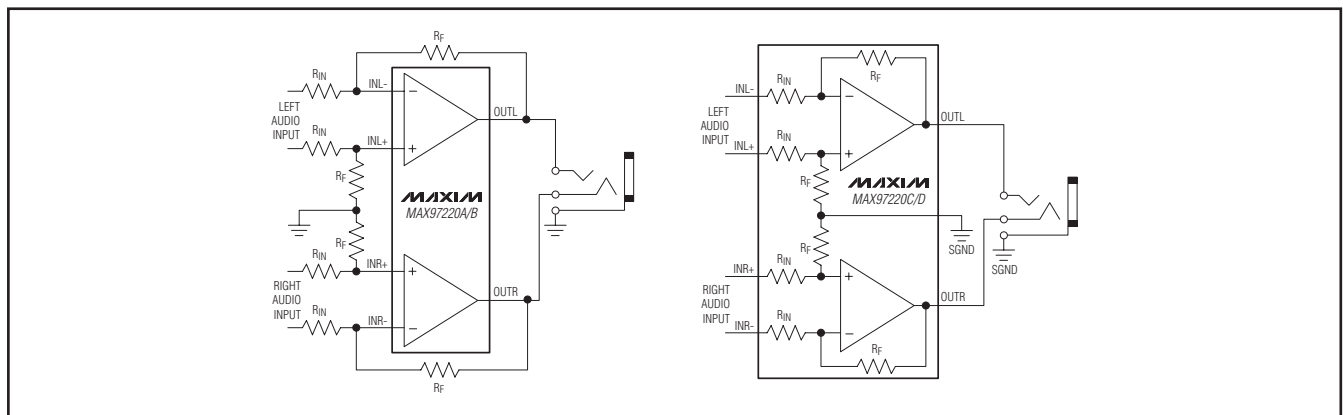 RF
RIN
INL-
LEFT
AUDIO
INPUT
OUTL
RIN
INL+
RF
MAXIM
MAX97220A/B
RF
RIN
INR+
RIGHT
AUDIO
INPUT
OUTR
RIN
INR-
RF
RF
INL-
RIN
LEFT
AUDIO
INPUT
OUTL
INL+
RIN
RF
MAXIM
MAX97220C/D
RF
SGND
SGND
INR+
RIN
RIGHT
AUDIO
INPUT
OUTR
INR-
RIN
RF